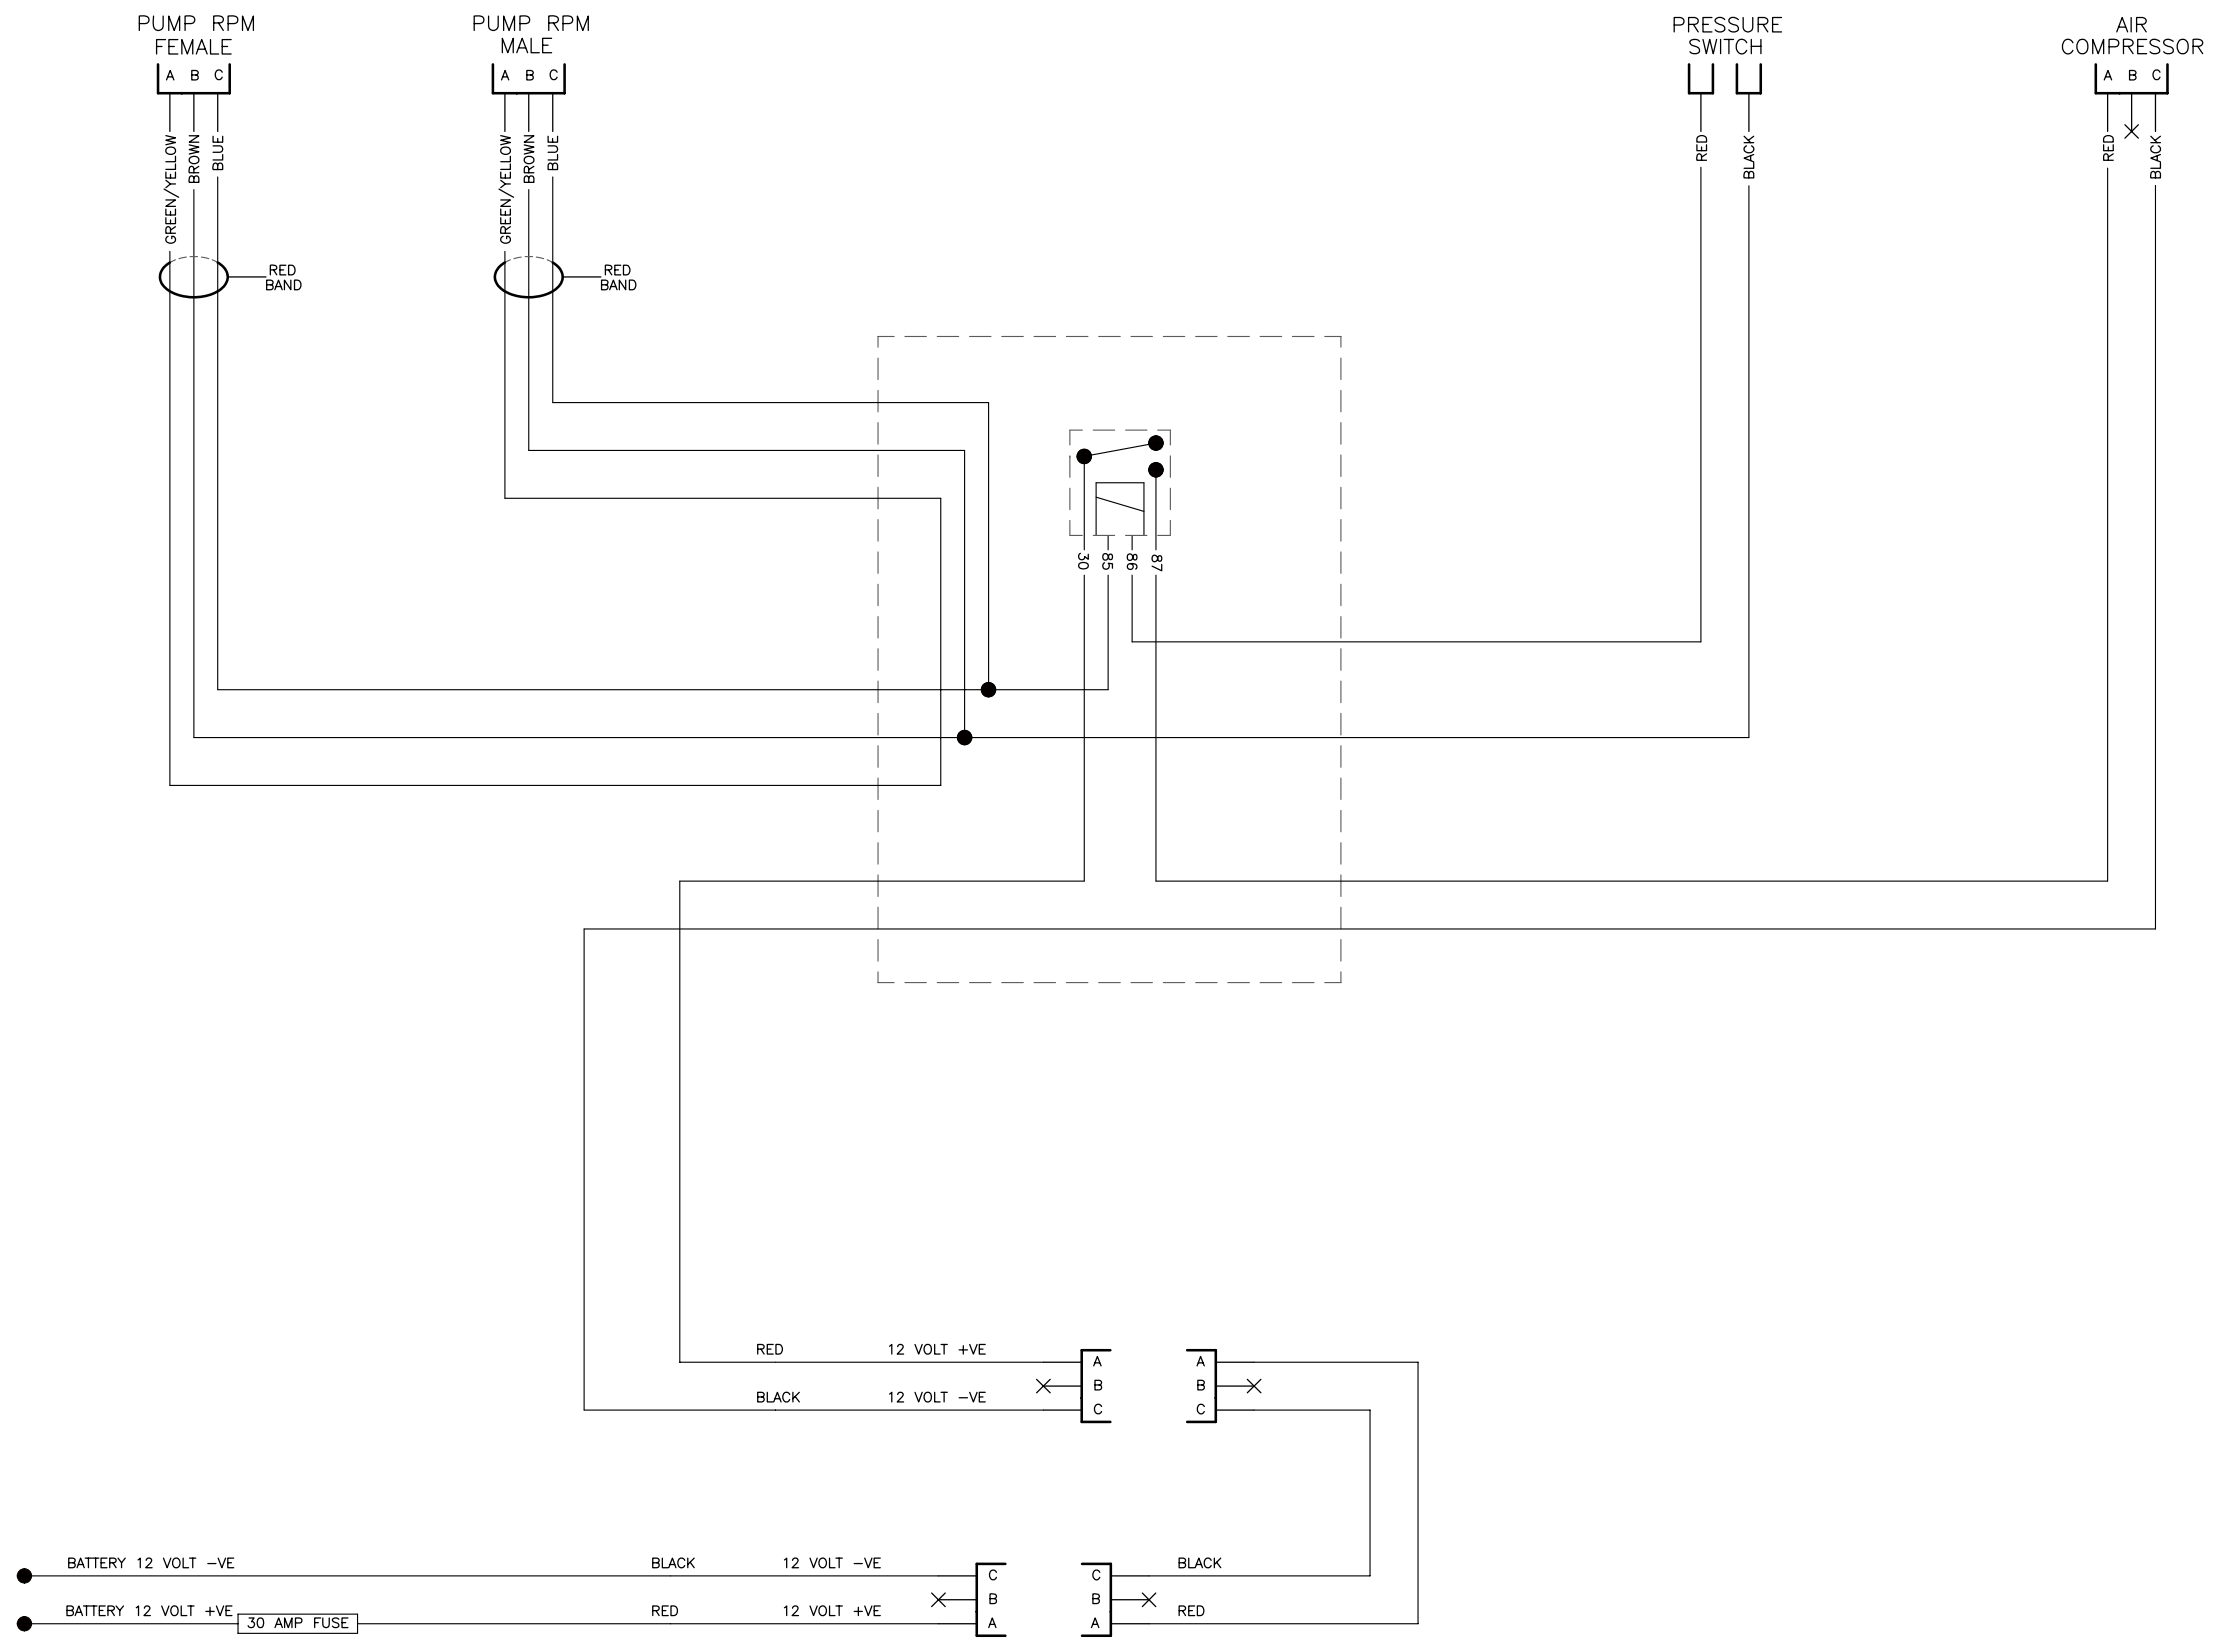 PUMP RPM
FEMALE
A B C
GREEN/YELLOW
BROWN
BLUE
RED
BAND
PUMP RPM
MALE
A B C
GREEN/YELLOW
BROWN
BLUE
RED
BAND
PRESSURE
SWITCH
RED
BLACK
AIR
COMPRESSOR
A B C
RED
BLACK
30
85
86
87
RED 12 VOLT +VE
BLACK 12 VOLT -VE
A
B
C
A
B
C
BATTERY 12 VOLT -VE
BLACK 12 VOLT -VE
BATTERY 12 VOLT +VE
30 AMP FUSE
RED 12 VOLT +VE
C
B
A
C
B
A
BLACK
RED